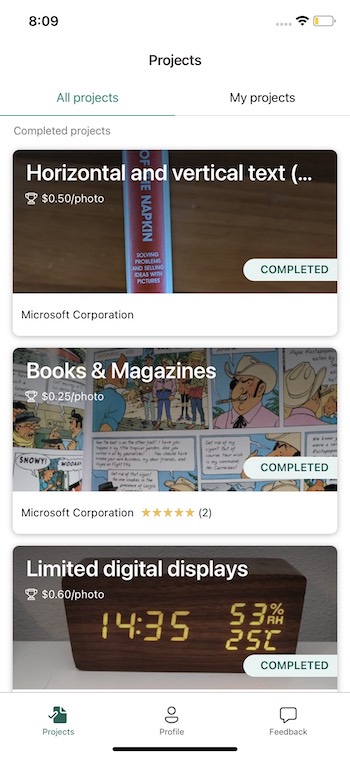 8:09
Projects
All projects
My projects
Completed projects
Horizontal and vertical text (...
$0.50/photo
OF THE NAPKIN
SOLVING
PROBLEMS
AND SELLING
IDEAS WITH
PICTURES
COMPLETED
Microsoft Corporation
Books & Magazines
$0.25/photo
SNOWY!
WOOAH!
COMPLETED
Microsoft Corporation ★★★★★ (2)
Limited digital displays
$0.60/photo
14:35
53%
RH
25C
COMPLETED
Projects
Profile
Feedback